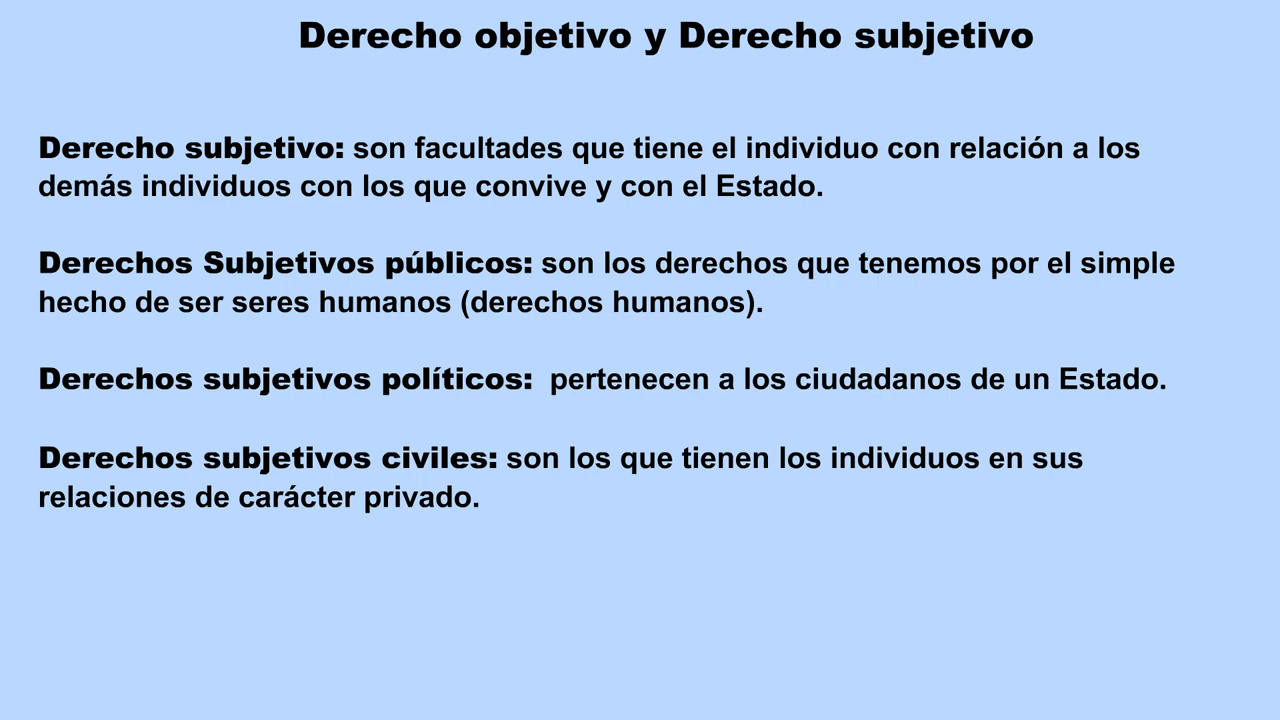 Derecho objetivo y Derecho subjetivo
Derecho subjetivo: son facultades que tiene el individuo con relación a los
demás individuos con los que convive y con el Estado.
Derechos Subjetivos públicos: son los derechos que tenemos por el simple
hecho de ser seres humanos (derechos humanos).
Derechos subjetivos políticos: pertenecen a los ciudadanos de un Estado.
Derechos subjetivos civiles: son los que tienen los individuos en sus
relaciones de carácter privado.